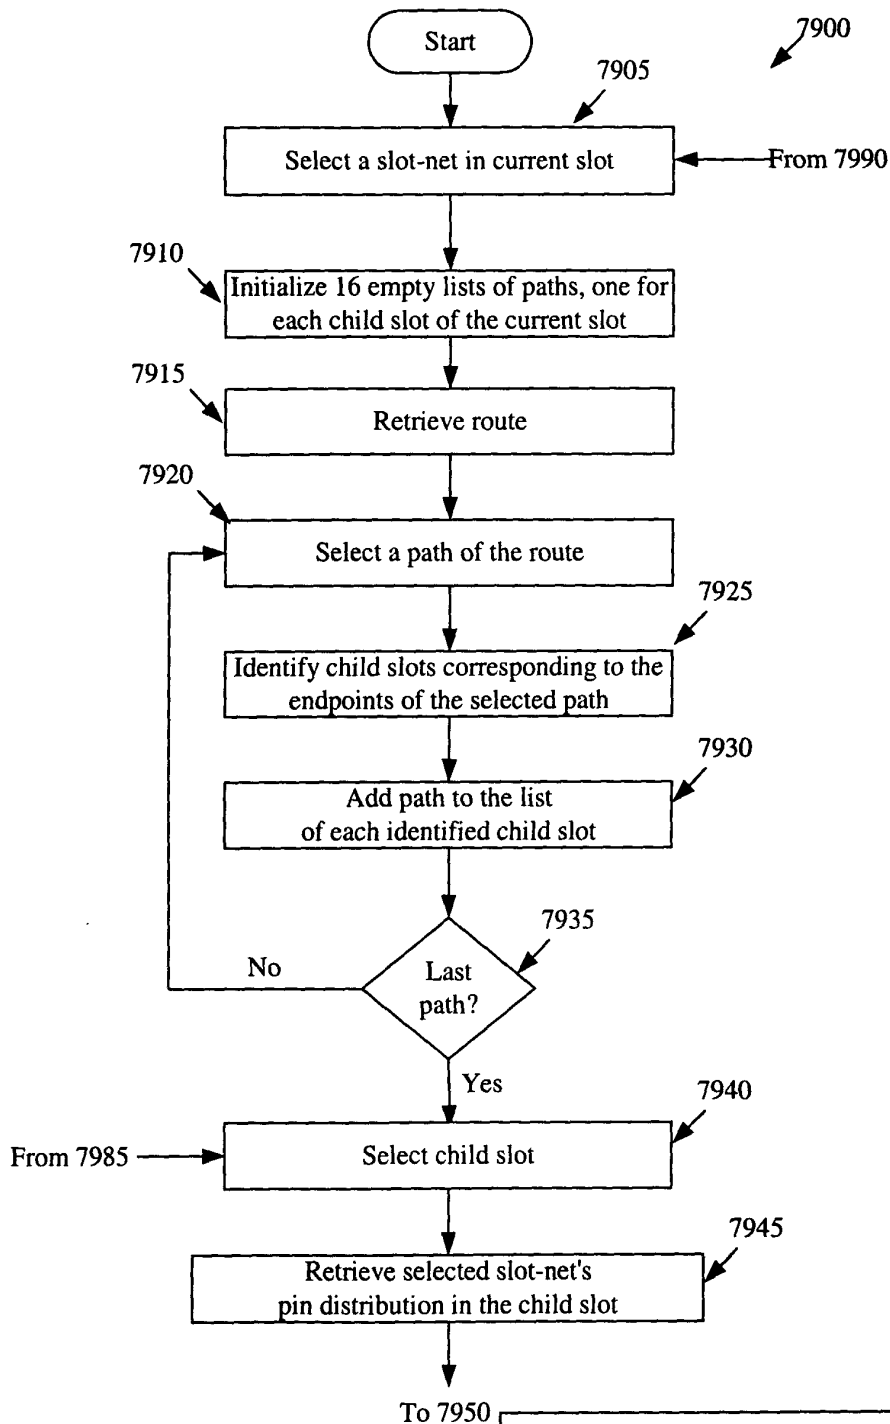 Start
7900
7905
Select a slot-net in current slot
From 7990
7910
Initialize 16 empty lists of paths, one for
each child slot of the current slot
7915
Retrieve route
7920
Select a path of the route
7925
Identify child slots corresponding to the
endpoints of the selected path
7930
Add path to the list
of each identified child slot
7935
Last
path?
No
Yes
7940
From 7985
Select child slot
7945
Retrieve selected slot-net's
pin distribution in the child slot
To 7950